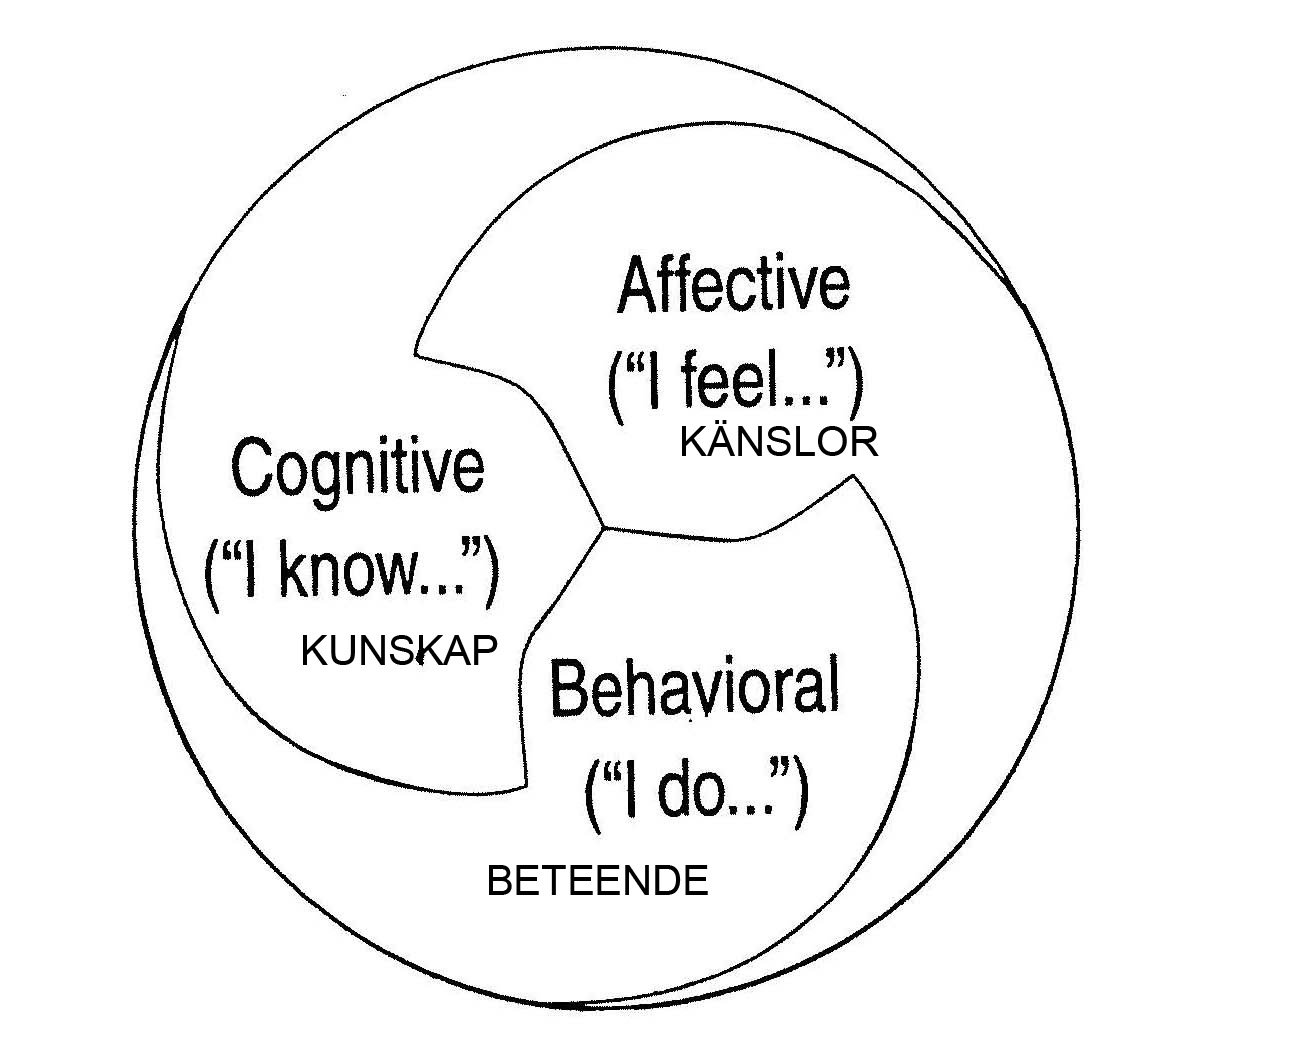 Affective
(“I feel...”)
KÄNSLOR
Cognitive
(“I know...”)
KUNSKAP
Behavioral
(“I do...”)
BETEENDE